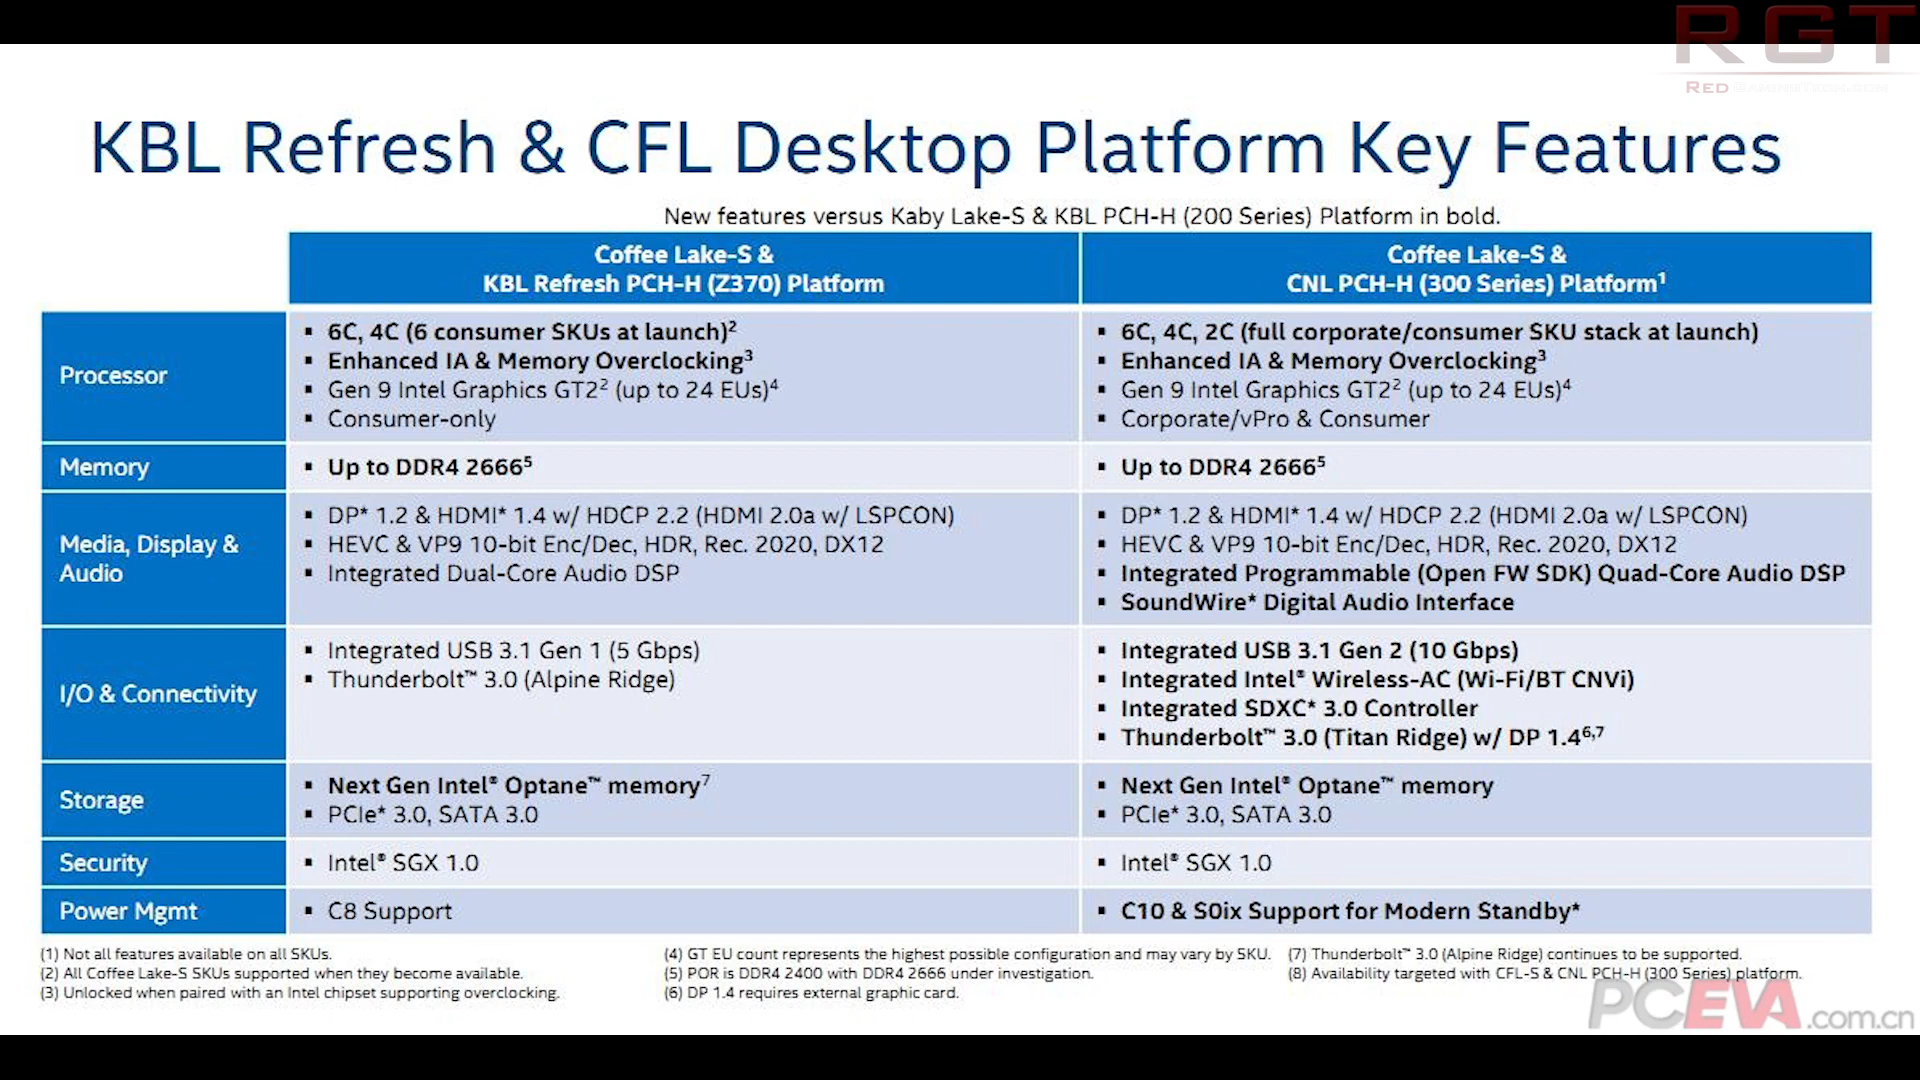 RGT
RED
KBL Refresh & CFL Desktop Platform Key Features
New features versus Kaby Lake-S & KBL PCH-H (200 Series) Platform in bold.
Coffee Lake-S &
KBL Refresh PCH-H (Z370) Platform
Coffee Lake-S &
CNL PCH-H (300 Series) Platform¹
Processor
▪ 6C, 4C (6 consumer SKUs at launch)²
▪ Enhanced IA & Memory Overclocking³
▪ Gen 9 Intel Graphics GT2² (up to 24 EUs)⁴
▪ Consumer-only
▪ 6C, 4C, 2C (full corporate/consumer SKU stack at launch)
▪ Enhanced IA & Memory Overclocking³
▪ Gen 9 Intel Graphics GT2² (up to 24 EUs)⁴
▪ Corporate/vPro & Consumer
Memory
▪ Up to DDR4 2666⁵
▪ Up to DDR4 2666⁵
Media, Display &
Audio
▪ DP* 1.2 & HDMI* 1.4 w/ HDCP 2.2 (HDMI 2.0a w/ LSPCON)
▪ HEVC & VP9 10-bit Enc/Dec, HDR, Rec. 2020, DX12
▪ Integrated Dual-Core Audio DSP
▪ DP* 1.2 & HDMI* 1.4 w/ HDCP 2.2 (HDMI 2.0a w/ LSPCON)
▪ HEVC & VP9 10-bit Enc/Dec, HDR, Rec. 2020, DX12
▪ Integrated Programmable (Open FW SDK) Quad-Core Audio DSP
▪ SoundWire* Digital Audio Interface
I/O & Connectivity
▪ Integrated USB 3.1 Gen 1 (5 Gbps)
▪ Thunderbolt™ 3.0 (Alpine Ridge)
▪ Integrated USB 3.1 Gen 2 (10 Gbps)
▪ Integrated Intel® Wireless-AC (Wi-Fi/BT CNVi)
▪ Integrated SDXC* 3.0 Controller
▪ Thunderbolt™ 3.0 (Titan Ridge) w/ DP 1.4⁶,⁷
Storage
▪ Next Gen Intel® Optane™ memory⁷
▪ PCIe* 3.0, SATA 3.0
▪ Next Gen Intel® Optane™ memory
▪ PCIe* 3.0, SATA 3.0
Security
▪ Intel® SGX 1.0
▪ Intel® SGX 1.0
Power Mgmt
▪ C8 Support
▪ C10 & S0ix Support for Modern Standby*
(1) Not all features available on all SKUs.
(2) All Coffee Lake-S SKUs supported when they become available.
(3) Unlocked when paired with an Intel chipset supporting overclocking.
(4) GT EU count represents the highest possible configuration and may vary by SKU.
(5) POR is DDR4 2400 with DDR4 2666 under investigation.
(6) DP 1.4 requires external graphic card.
(7) Thunderbolt™ 3.0 (Alpine Ridge) continues to be supported.
(8) Availability targeted with CFL-S & CNL PCH-H (300 Series) platform.
PCEVA.com.cn